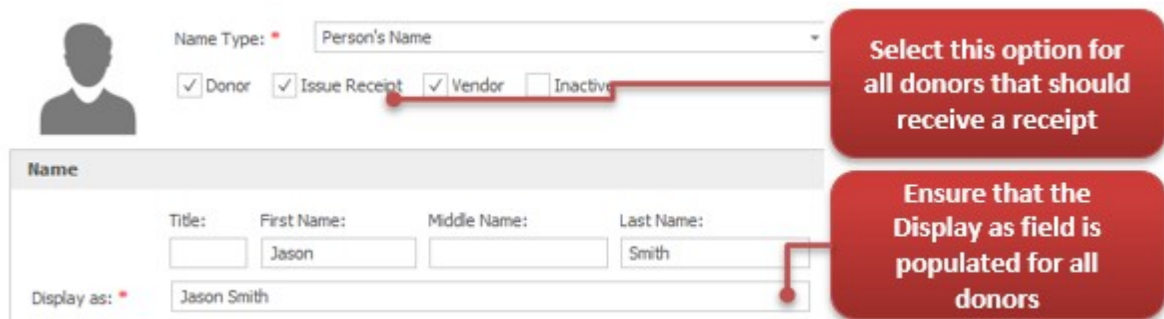 Name Type: * Person's Name
Donor Issue Receipt Vendor Inactive
Select this option for
all donors that should
receive a receipt
Name
Title: First Name: Middle Name: Last Name:
Jason Smith
Display as: * Jason Smith
Ensure that the
Display as field is
populated for all
donors